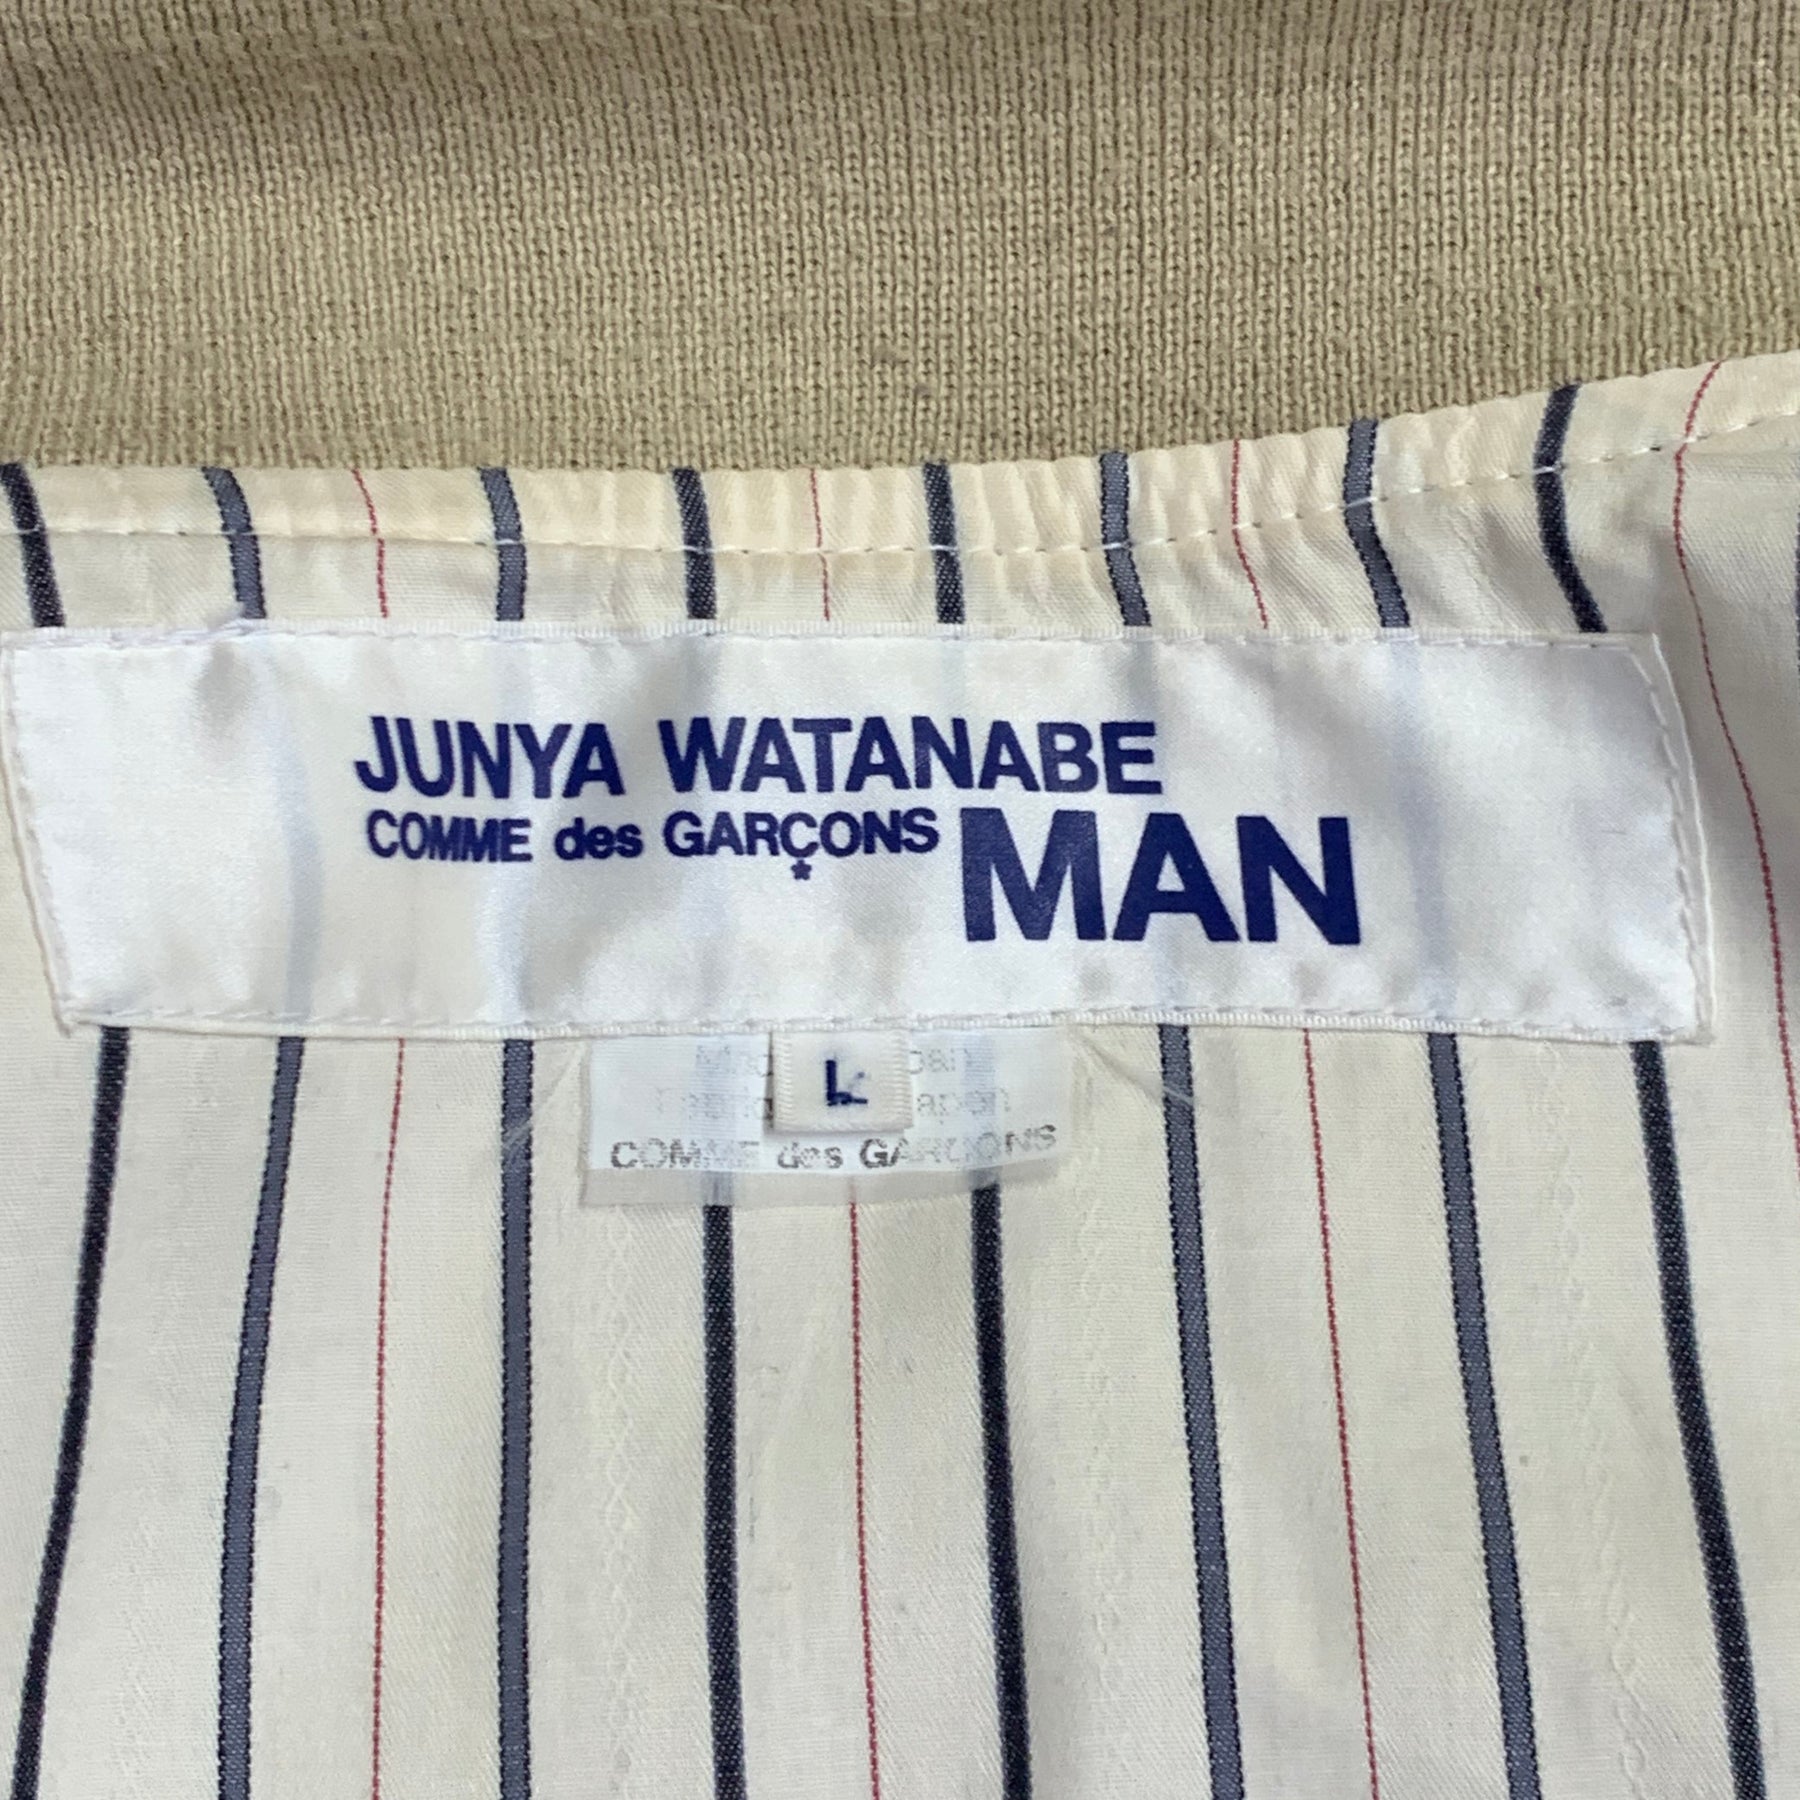 JUNYA WATANABE
COMME des GARÇONS MAN
L
COMME des GARÇONS